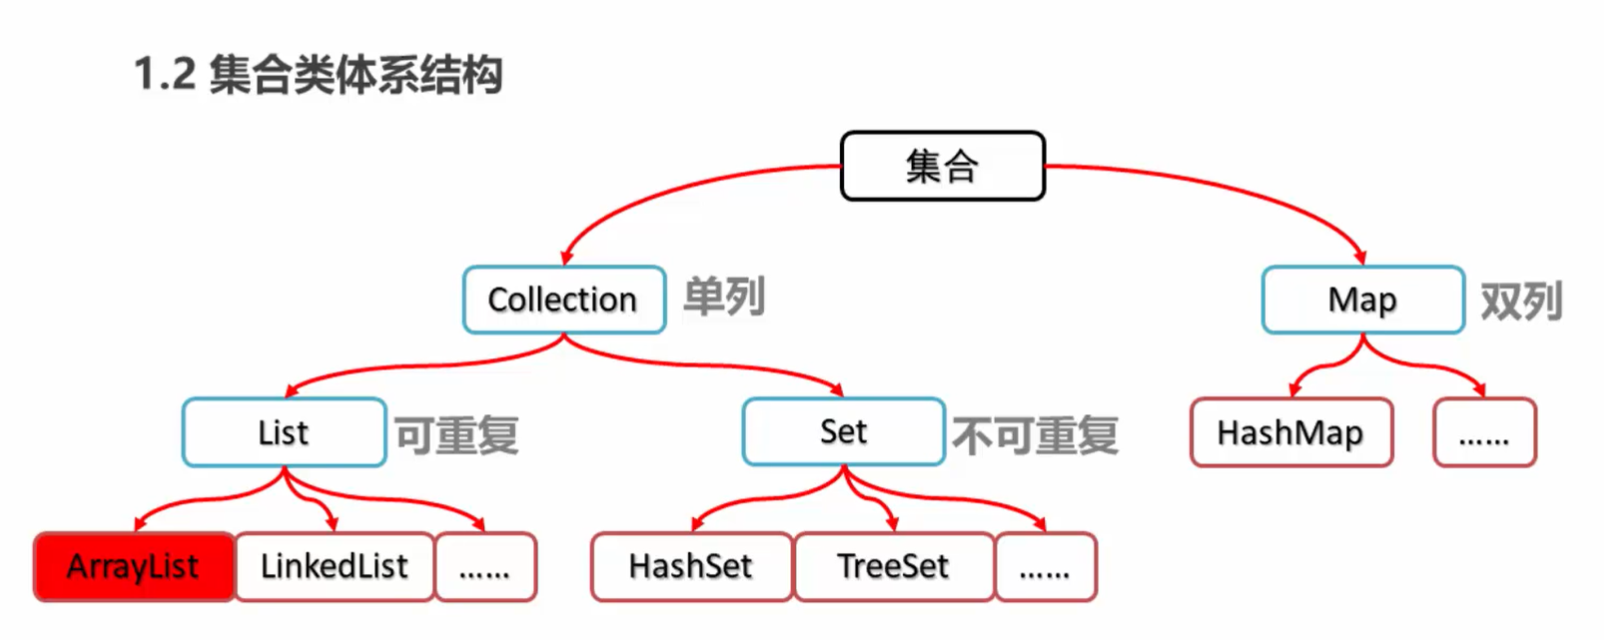 1.2 集合类体系结构
集合
Collection 单列
Map 双列
List 可重复
Set 不可重复
HashMap
......
ArrayList
LinkedList
......
HashSet
TreeSet
......